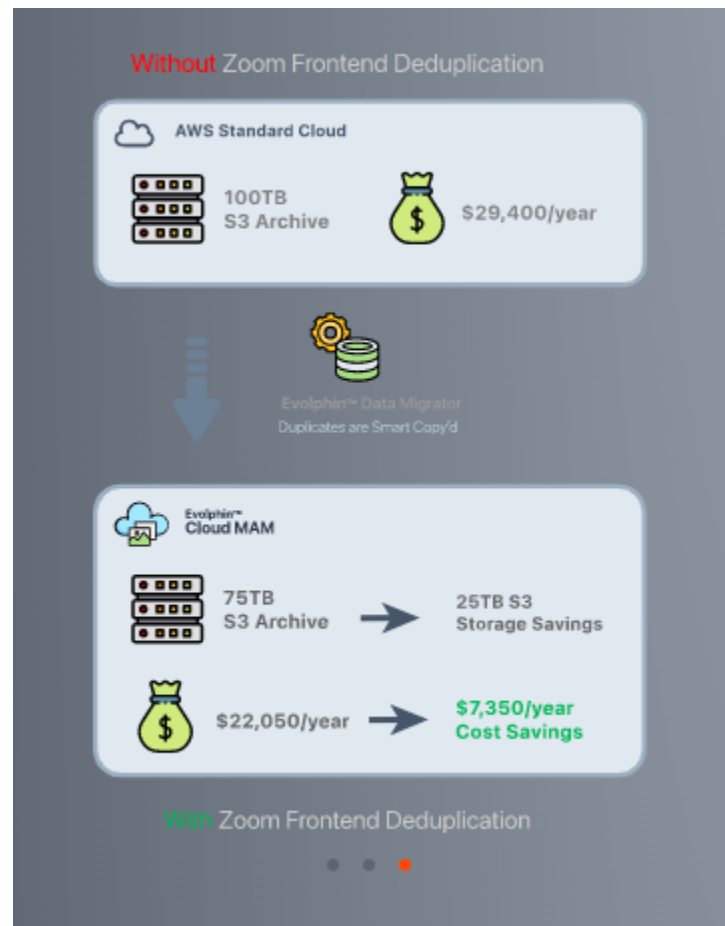 Without Zoom Frontend Deduplication
AWS Standard Cloud
100TB
S3 Archive
$29,400/year
Evolphin™ Data Migrator
Duplicates are Smart Copy'd
Evolphin™
Cloud MAM
75TB
S3 Archive
25TB S3
Storage Savings
$22,050/year
$7,350/year
Cost Savings
With Zoom Frontend Deduplication